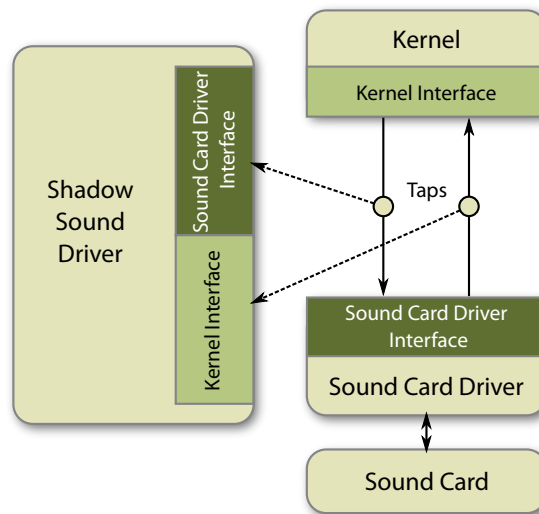 Kernel
Kernel Interface
Sound Card Driver
Interface
Shadow
Sound
Driver
Kernel Interface
Taps
Sound Card Driver
Interface
Sound Card Driver
Sound Card